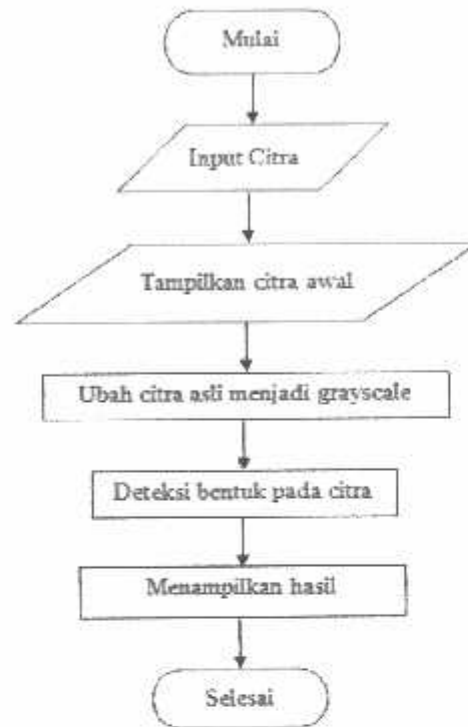 Mulai
Input Citra
Tampilkan citra awal
Ubah citra asli menjadi grayscale
Deteksi bentuk pada citra
Menampilkan hasil
Selesai